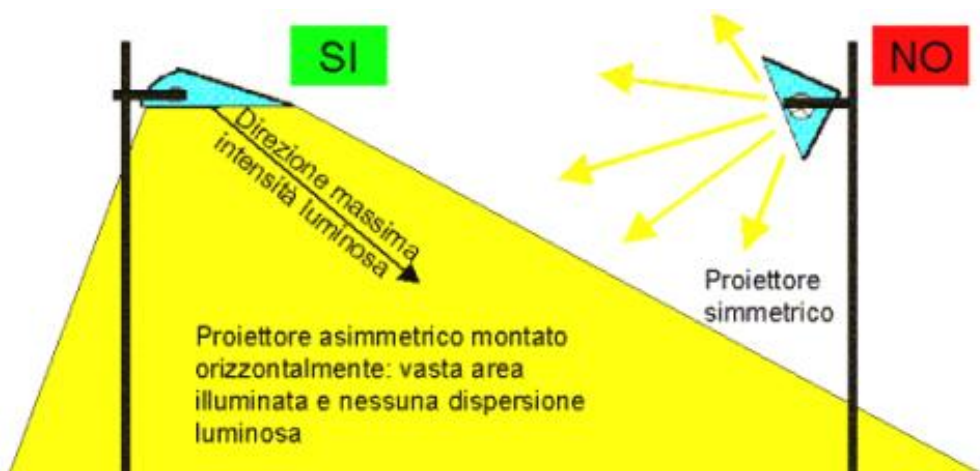 SI
NO
Direzione massima
intensità luminosa
Proiettore
simmetrico
Proiettore asimmetrico montato
orizzontalmente: vasta area
illuminata e nessuna dispersione
luminosa